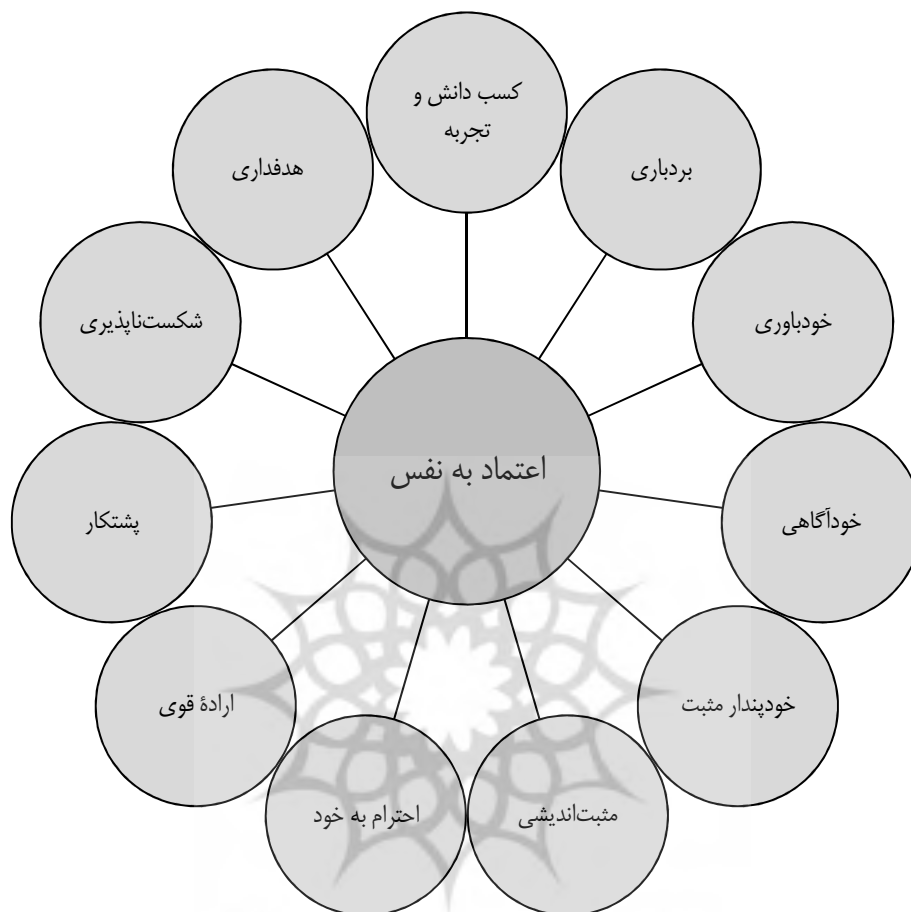 کسب دانش و
تجربه
بردباری
خودباوری
خودآگاهی
خودپندار مثبت
مثبت‌اندیشی
احترام به خود
ارادۀ قوی
پشتکار
شکست‌ناپذیری
هدفداری
اعتماد به نفس